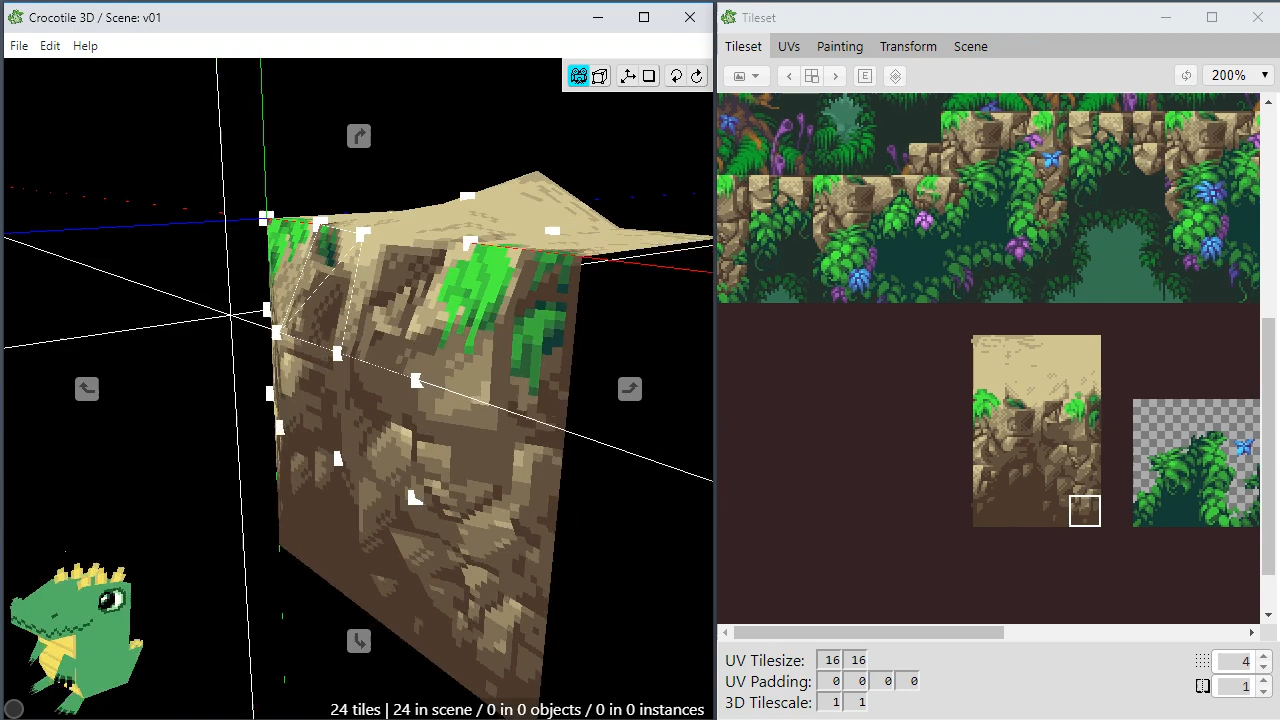 Crocotile 3D / Scene: v01
File Edit Help
24 tiles | 24 in scene / 0 in 0 objects / 0 in 0 instances
Tileset
Tileset UVs Painting Transform Scene
E
200%
UV Tilesize: 16 16
UV Padding: 0 0 0 0
3D Tilescale: 1 1
4
1